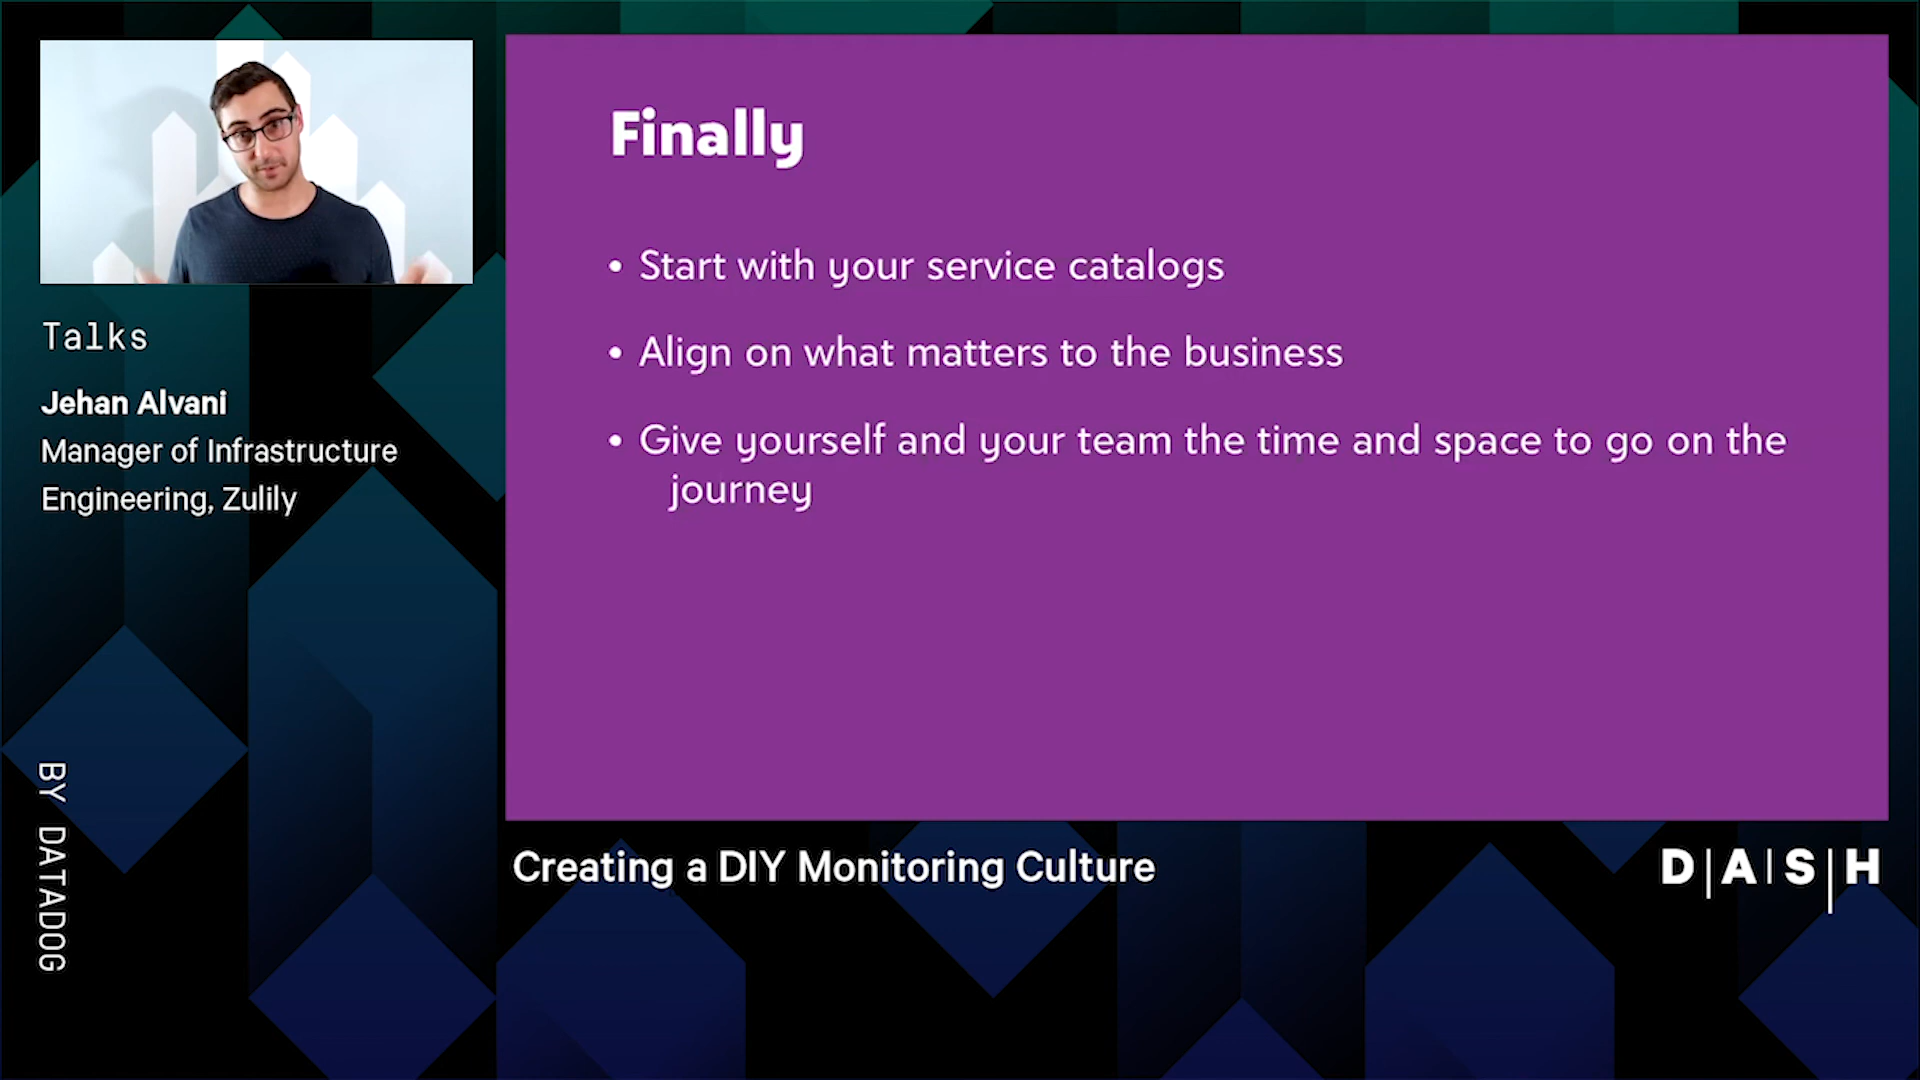 Talks
Jehan Alvani
Manager of Infrastructure
Engineering, Zulily
BY DATADOG
Finally
• Start with your service catalogs
• Align on what matters to the business
• Give yourself and your team the time and space to go on the
journey
Creating a DIY Monitoring Culture
D|A|S|H